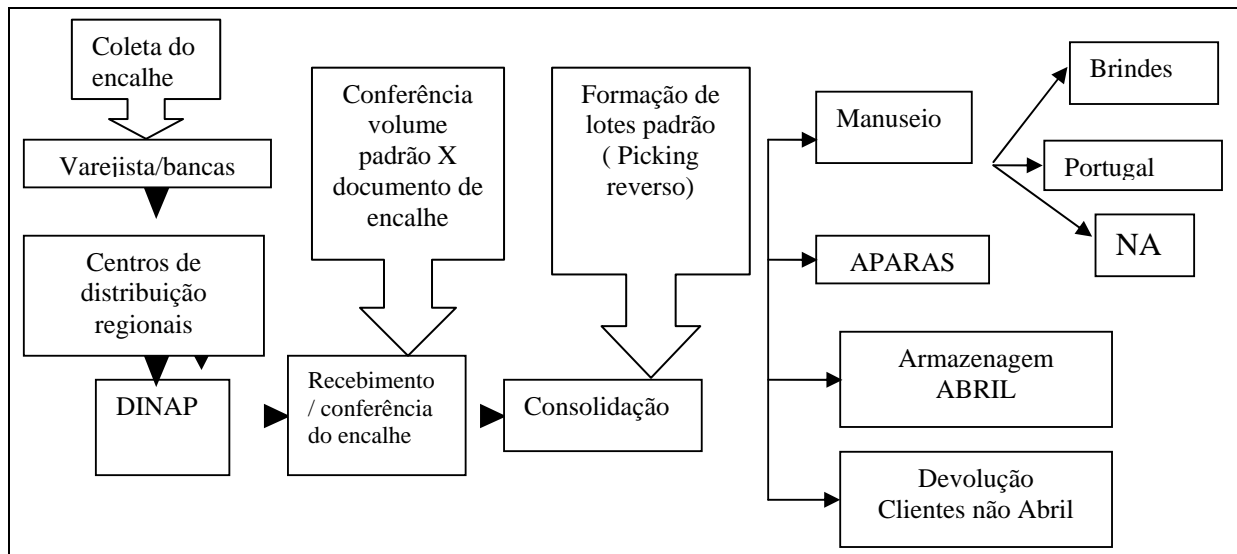 Coleta do
encalhe
Varejista/bancas
Centros de
distribuição
regionais
DINAP
Conferência
volume
padrão X
documento de
encalhe
Recebimento
/ conferência
do encalhe
Formação de
lotes padrão
( Picking
reverso)
Consolidação
Manuseio
Brindes
Portugal
NA
APARAS
Armazenagem
ABRIL
Devolução
Clientes não Abril